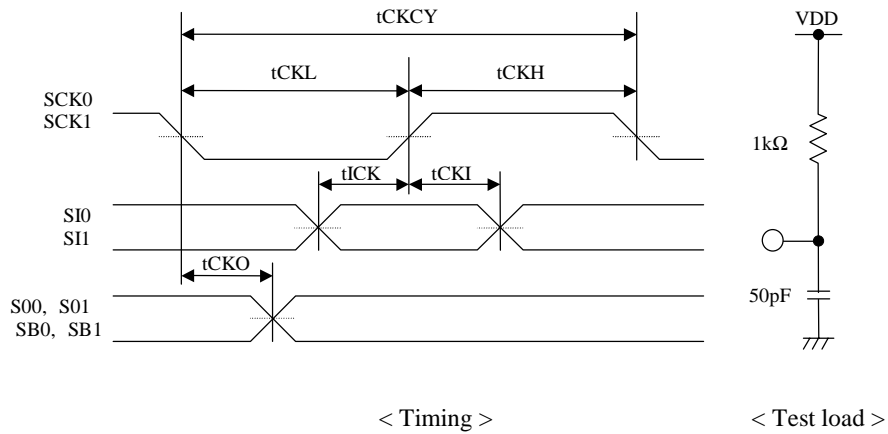 tCKCY
VDD
tCKL
tCKH
SCK0
SCK1
1kΩ
tICK
tCKI
SI0
SI1
tCKO
50pF
S00, S01
SB0, SB1
< Timing >
< Test load >